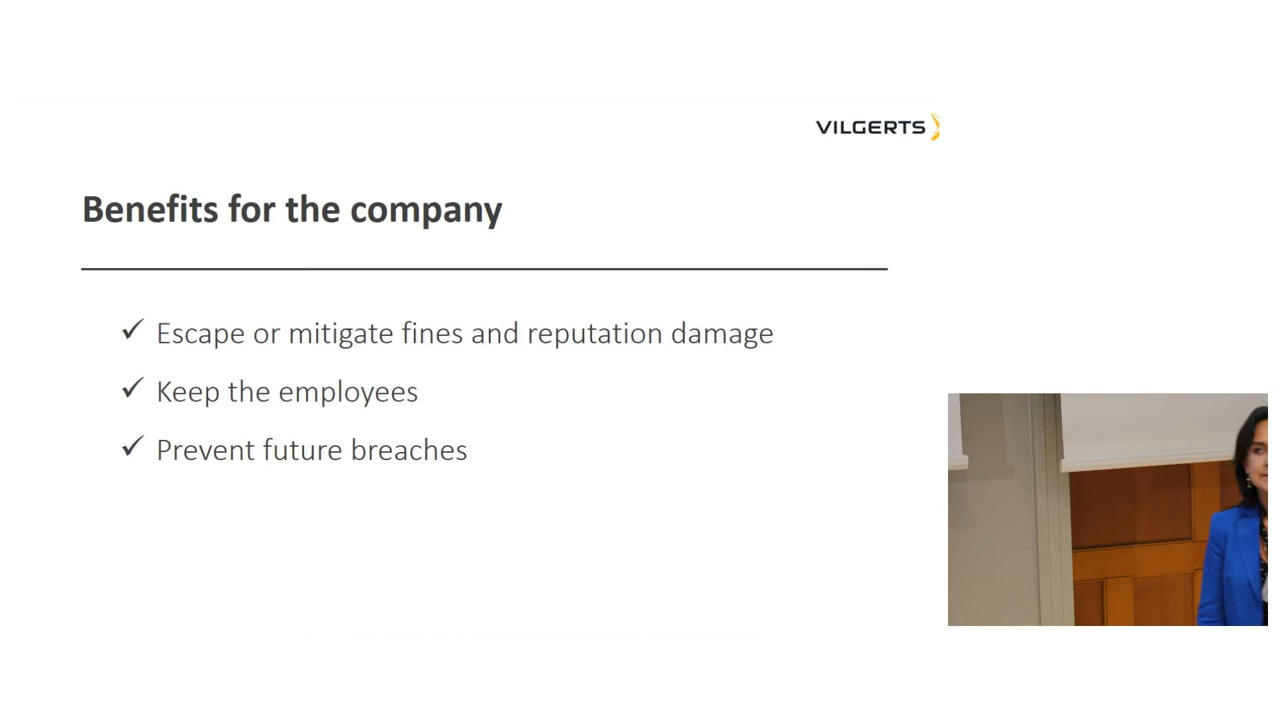 VILGERTS
Benefits for the company
✓ Escape or mitigate fines and reputation damage
✓ Keep the employees
✓ Prevent future breaches